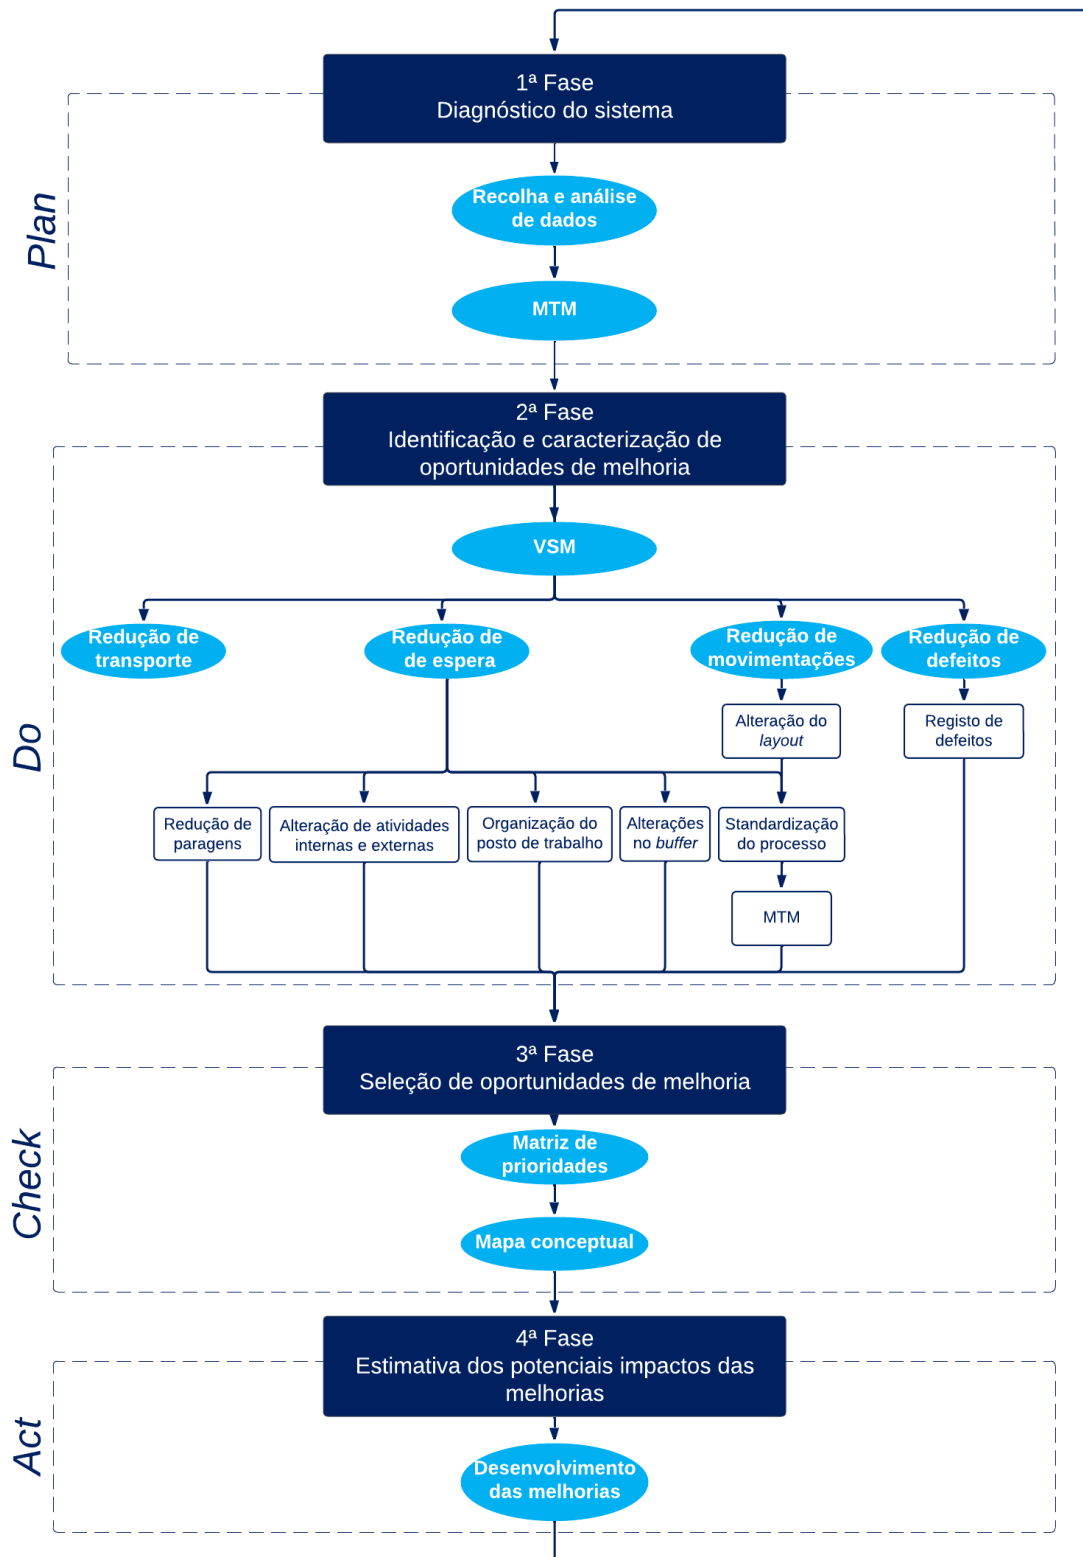 1ª Fase
Diagnóstico do sistema
Plan
Recolha e análise
de dados
MTM
2ª Fase
Identificação e caracterização de
oportunidades de melhoria
Do
VSM
Redução de
transporte
Redução de
de espera
Redução de
movimentações
Redução de
defeitos
Alteração do
layout
Registo de
defeitos
Redução de
paragens
Alteração de atividades
internas e externas
Organização do
posto de trabalho
Alterações
no buffer
Standardização
do processo
MTM
3ª Fase
Seleção de oportunidades de melhoria
Check
Matriz de
prioridades
Mapa conceptual
4ª Fase
Estimativa dos potenciais impactos das
melhorias
Act
Desenvolvimento
das melhorias